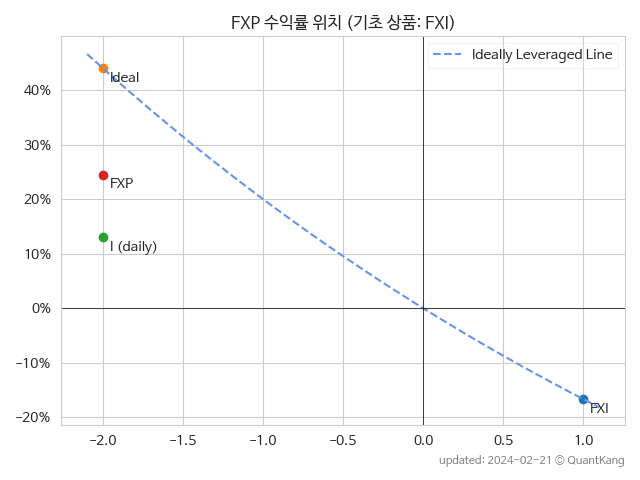 FXP 수익률 위치 (기초 상품: FXI)
Ideally Leveraged Line
Ideal
FXP
I (daily)
FXI
40%
30%
20%
10%
0%
−10%
−20%
−2.0 −1.5 −1.0 −0.5 0.0 0.5 1.0
updated: 2024-02-21 © QuantKang